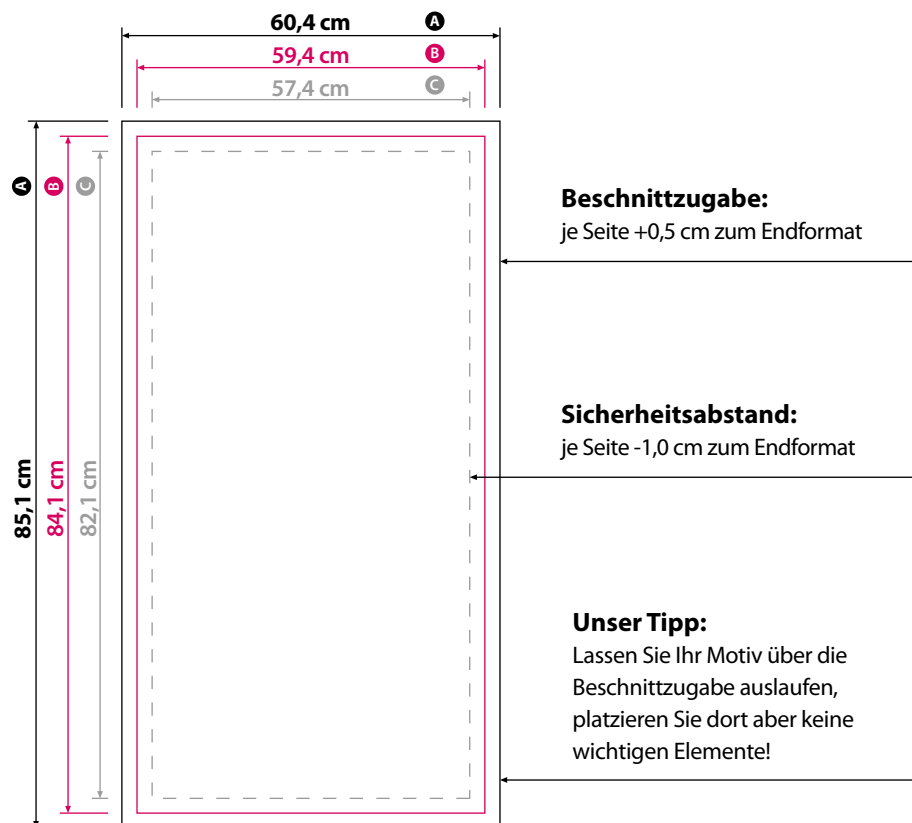 60,4 cm A
59,4 cm B
57,4 cm C
A
B
C
85,1 cm
84,1 cm
82,1 cm
Beschnittzugabe:
je Seite +0,5 cm zum Endformat
Sicherheitsabstand:
je Seite -1,0 cm zum Endformat
Unser Tipp:
Lassen Sie Ihr Motiv über die
Beschnittzugabe auslaufen,
platzieren Sie dort aber keine
wichtigen Elemente!